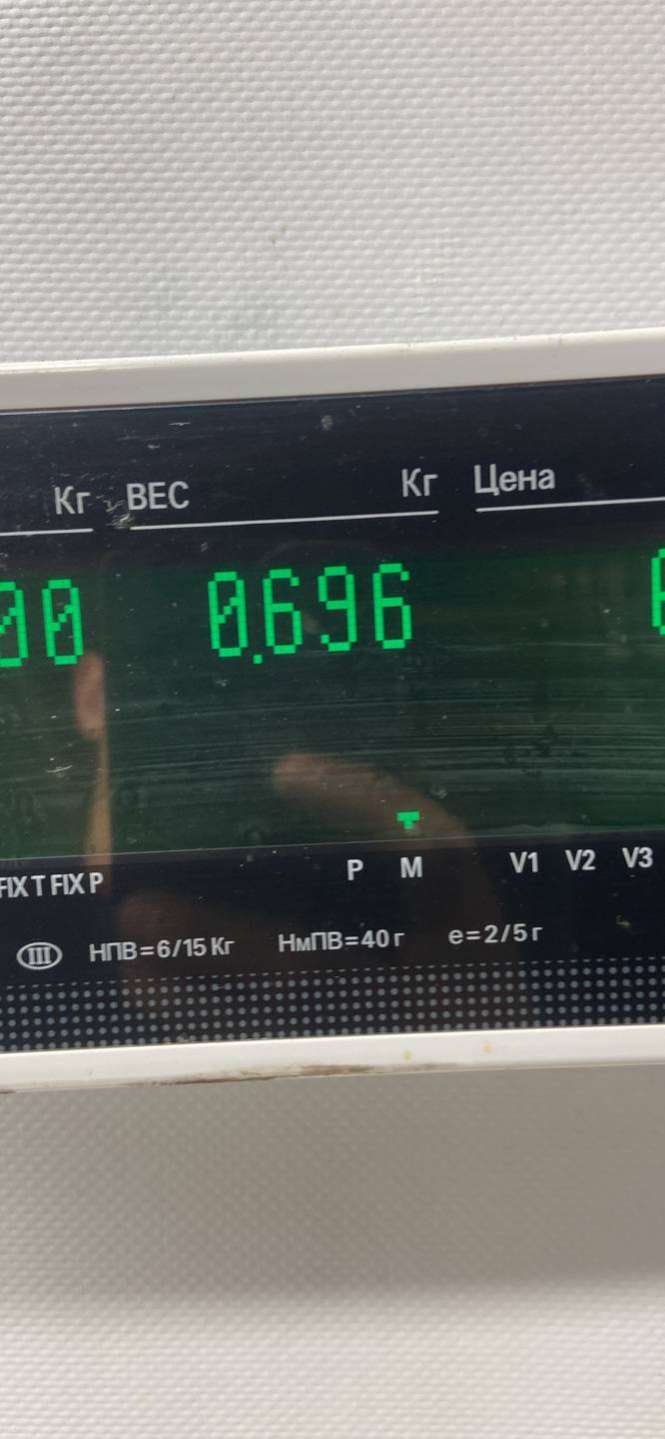 Кг ВЕС Кг Цена
00 0.696
FIX T FIX P P M V1 V2 V3
III НПВ=6/15 Кг НмПВ=40 г e=2/5 г